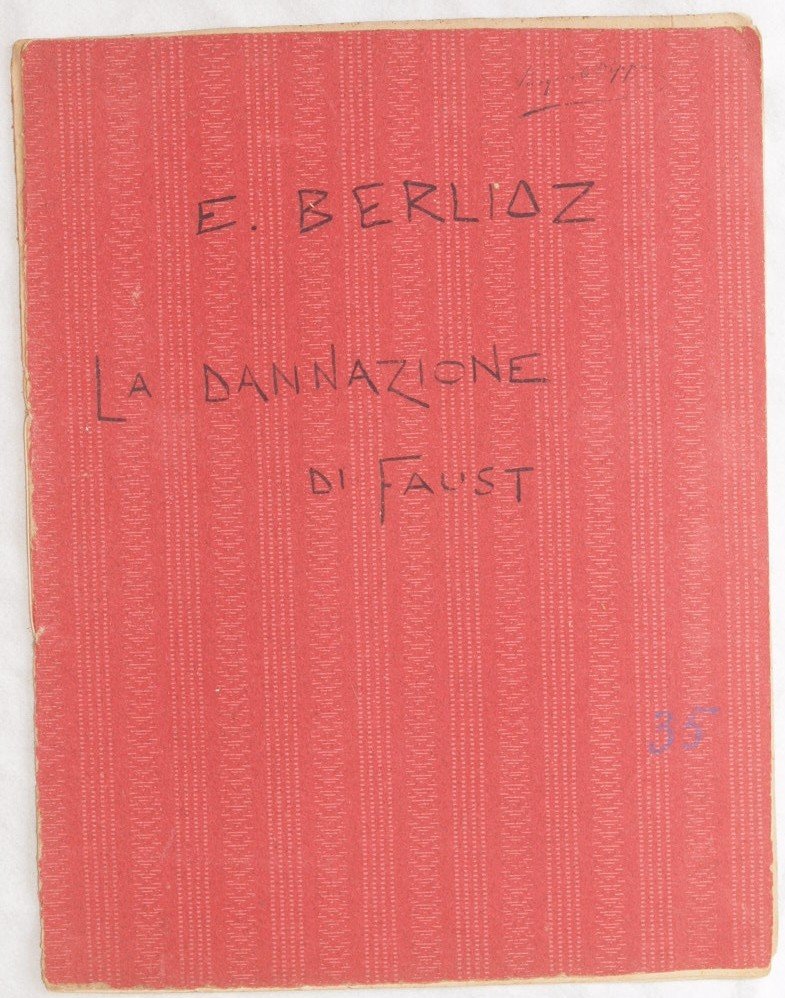 E. BERLIOZ
LA DANNAZIONE
DI FAUST
35